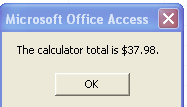 Microsoft Office Access
The calculator total is $37.98.
OK